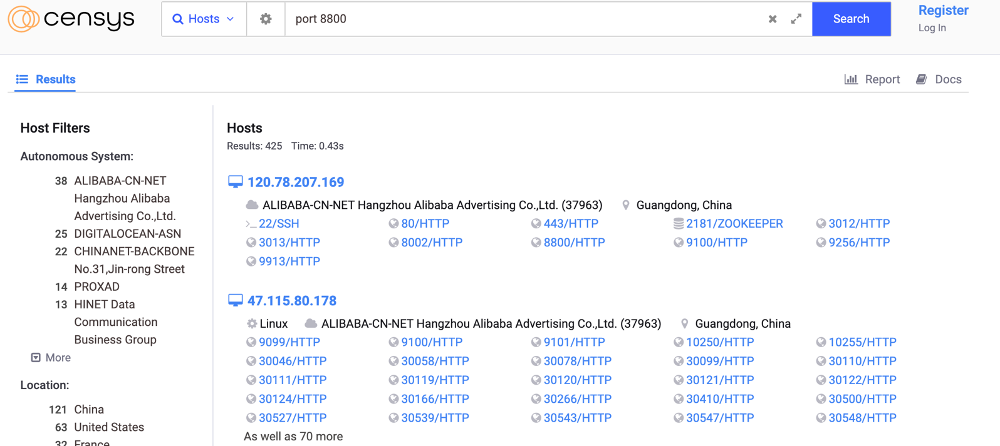 censys
Hosts
port 8800
Search
Register
Log In
Results
Report
Docs
Host Filters
Autonomous System:
38 ALIBABA-CN-NET
Hangzhou Alibaba
Advertising Co.,Ltd.
25 DIGITALOCEAN-ASN
22 CHINANET-BACKBONE
No.31,Jin-rong Street
14 PROXAD
13 HINET Data
Communication
Business Group
More
Location:
121 China
63 United States
32 France
Hosts
Results: 425 Time: 0.43s
120.78.207.169
ALIBABA-CN-NET Hangzhou Alibaba Advertising Co.,Ltd. (37963) Guangdong, China
22/SSH 80/HTTP 443/HTTP 2181/ZOOKEEPER 3012/HTTP
3013/HTTP 8002/HTTP 8800/HTTP 9100/HTTP 9256/HTTP
9913/HTTP
47.115.80.178
Linux ALIBABA-CN-NET Hangzhou Alibaba Advertising Co.,Ltd. (37963) Guangdong, China
9099/HTTP 9100/HTTP 9101/HTTP 10250/HTTP 10255/HTTP
30046/HTTP 30058/HTTP 30078/HTTP 30099/HTTP 30110/HTTP
30111/HTTP 30119/HTTP 30120/HTTP 30121/HTTP 30122/HTTP
30124/HTTP 30166/HTTP 30266/HTTP 30410/HTTP 30500/HTTP
30527/HTTP 30539/HTTP 30543/HTTP 30547/HTTP 30548/HTTP
As well as 70 more